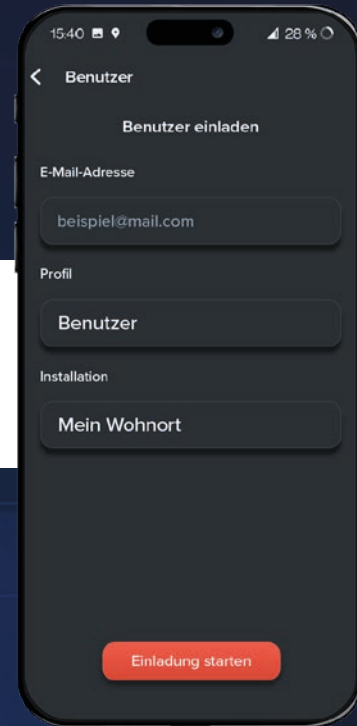 15:40 28 %
Benutzer
Benutzer einladen
E-Mail-Adresse
beispiel@mail.com
Profil
Benutzer
Installation
Mein Wohnort
Einladung starten